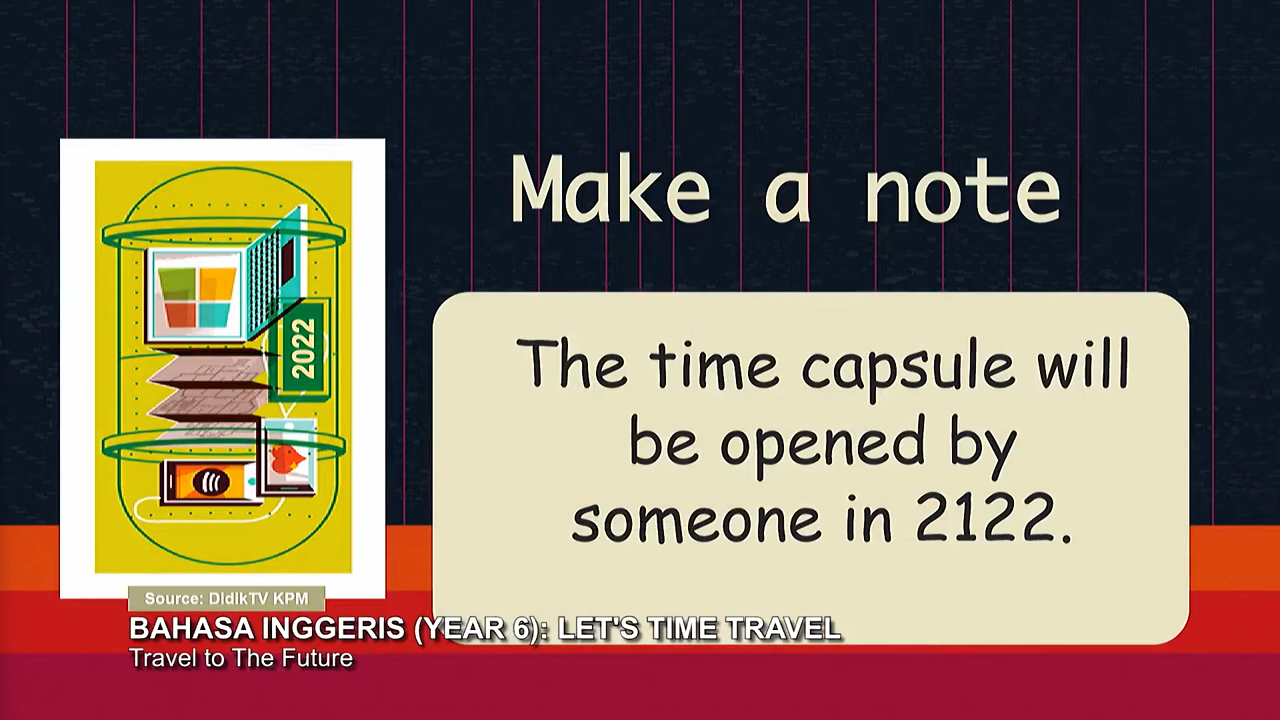 Make a note
2022
The time capsule will
be opened by
someone in 2122.
Source: DidikTV KPM
BAHASA INGGERIS (YEAR 6): LET'S TIME TRAVEL
Travel to The Future